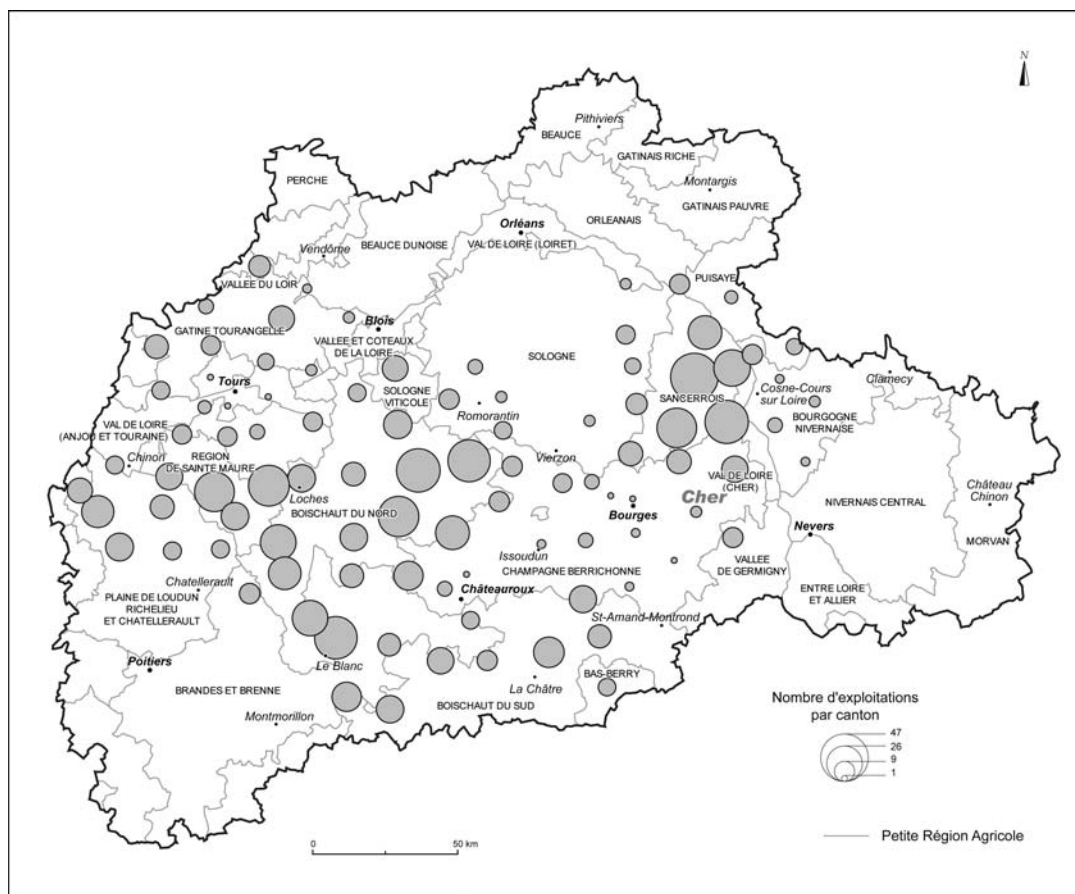 N
Pithiviers
BEAUCE
GATINAIS RICHE
PERCHE
Montargis
GATINAIS PAUVRE
ORLEANAIS
Orléans
VAL DE LOIRE (LOIRET)
BEAUCE DUNOISE
Vendôme
PUISAYE
VALLEE DU LOIR
Blois
GATINE TOURANGELLE
VALLEE ET COTEAUX
DE LA LOIRE
SOLOGNE
Clamecy
Tours
SOLOGNE
VITICOLE
Romorantin
SANCERROIS
Cosne-Cours
sur Loire
BOURGOGNE
NIVERNAISE
VAL DE LOIRE
(ANJOU ET TOURAINE)
Chinon
REGION
DE SAINTE MAURE
Vierzon
VAL DE LOIRE
(CHER)
Loches
Cher
Château
Chinon
NIVERNAIS CENTRAL
BOISCHAUT DU NORD
Bourges
Nevers
MORVAN
Issoudun
CHAMPAGNE BERRICHONNE
VALLEE
DE GERMIGNY
Chatellerault
Châteauroux
ENTRE LOIRE
ET ALLIER
PLAINE DE LOUDUN
RICHELIEU
ET CHATELLERAULT
St-Amand-Montrond
Poitiers
Le Blanc
BAS-BERRY
La Châtre
BRANDES ET BRENNE
BOISCHAUT DU SUD
Montmorillon
Nombre d'exploitations
par canton
47
26
9
1
0
50 km
Petite Région Agricole